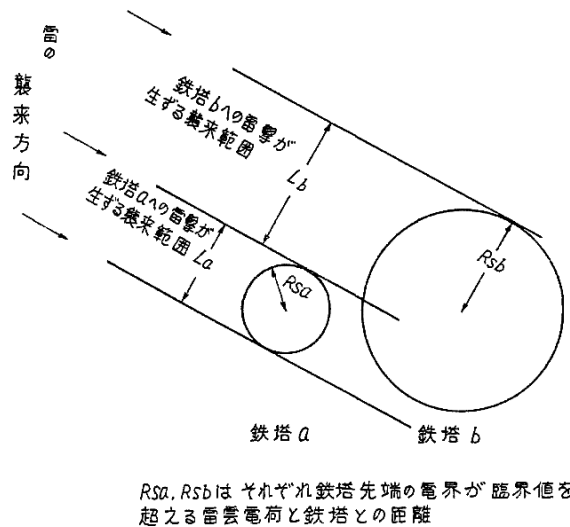 雷の
襲来方向
鉄塔bへの雷撃が
生ずる襲来範囲
Lb
鉄塔aへの雷撃が
生ずる襲来範囲
La
Rsa
Rsb
鉄塔a
鉄塔b
Rsa, Rsbは それぞれ鉄塔先端の電界が臨界値を
超える雷雲電荷と鉄塔との距離